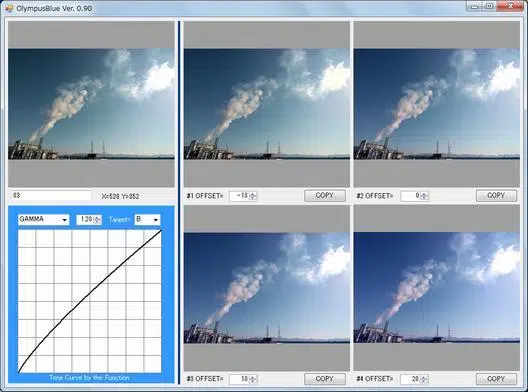 OlympusBlue Ver. 0.90
03 X=528 Y=352
#1 OFFSET= -10 COPY
#2 OFFSET= 0 COPY
GAMMA 1.20 Target= B
Tone Curve by the Function
#3 OFFSET= 10 COPY
#4 OFFSET= 20 COPY